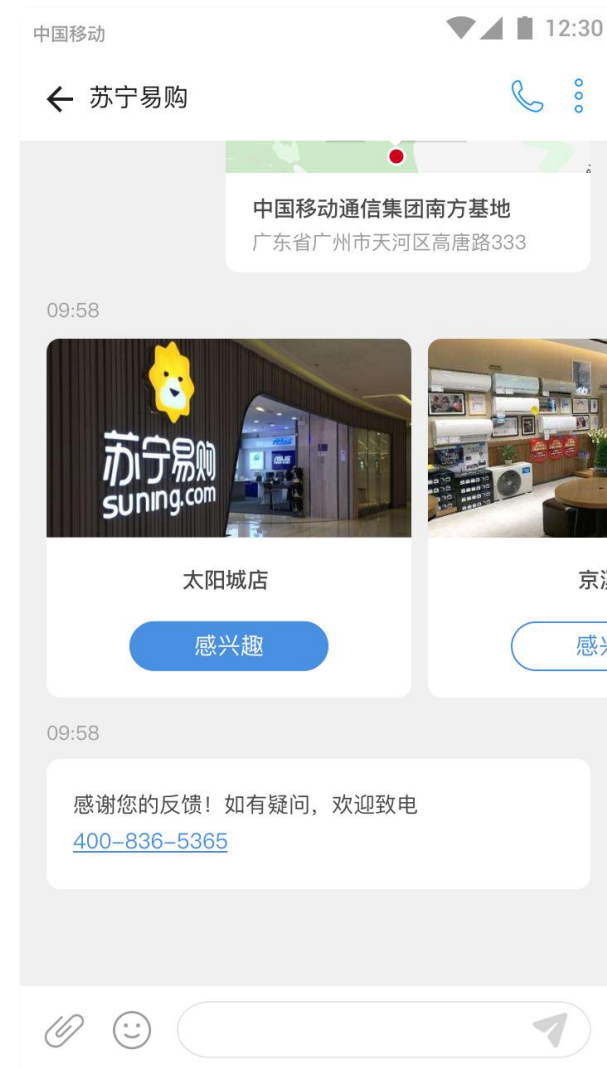 中国移动
12:30
苏宁易购
中国移动通信集团南方基地
广东省广州市天河区高唐路333
09:58
苏宁易购
suning.com
太阳城店
感兴趣
09:58
感谢您的反馈！如有疑问，欢迎致电
400-836-5365